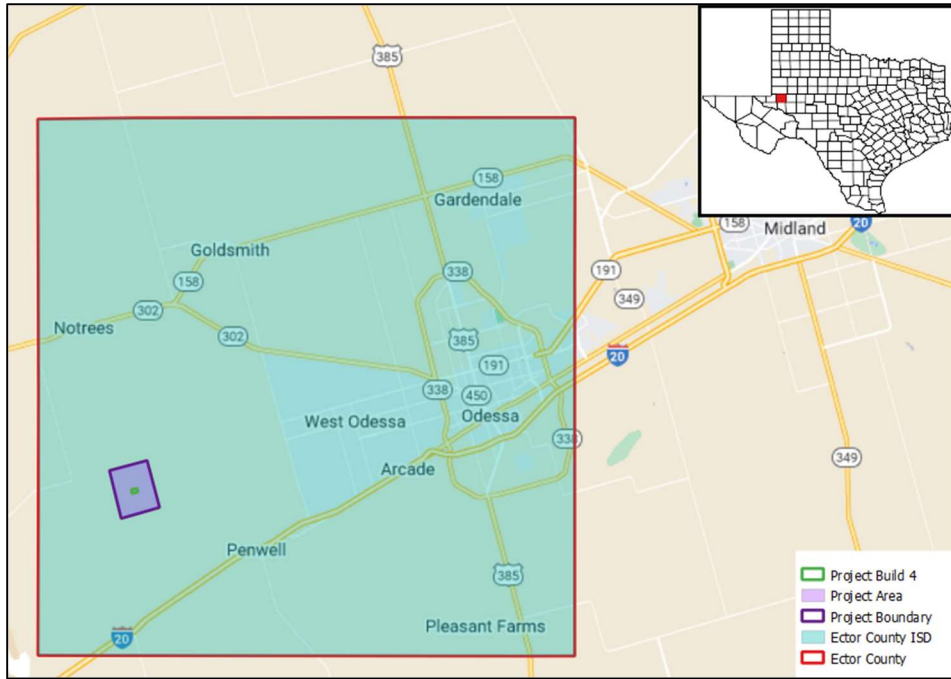 385
158
Gardendale
Goldsmith
158
20
Midland
158
338
191
349
302
Notrees
302
385
191
20
338
450
West Odessa
Odessa
338
349
Arcade
Penwell
385
Pleasant Farms
20
Project Build 4
Project Area
Project Boundary
Ector County ISD
Ector County